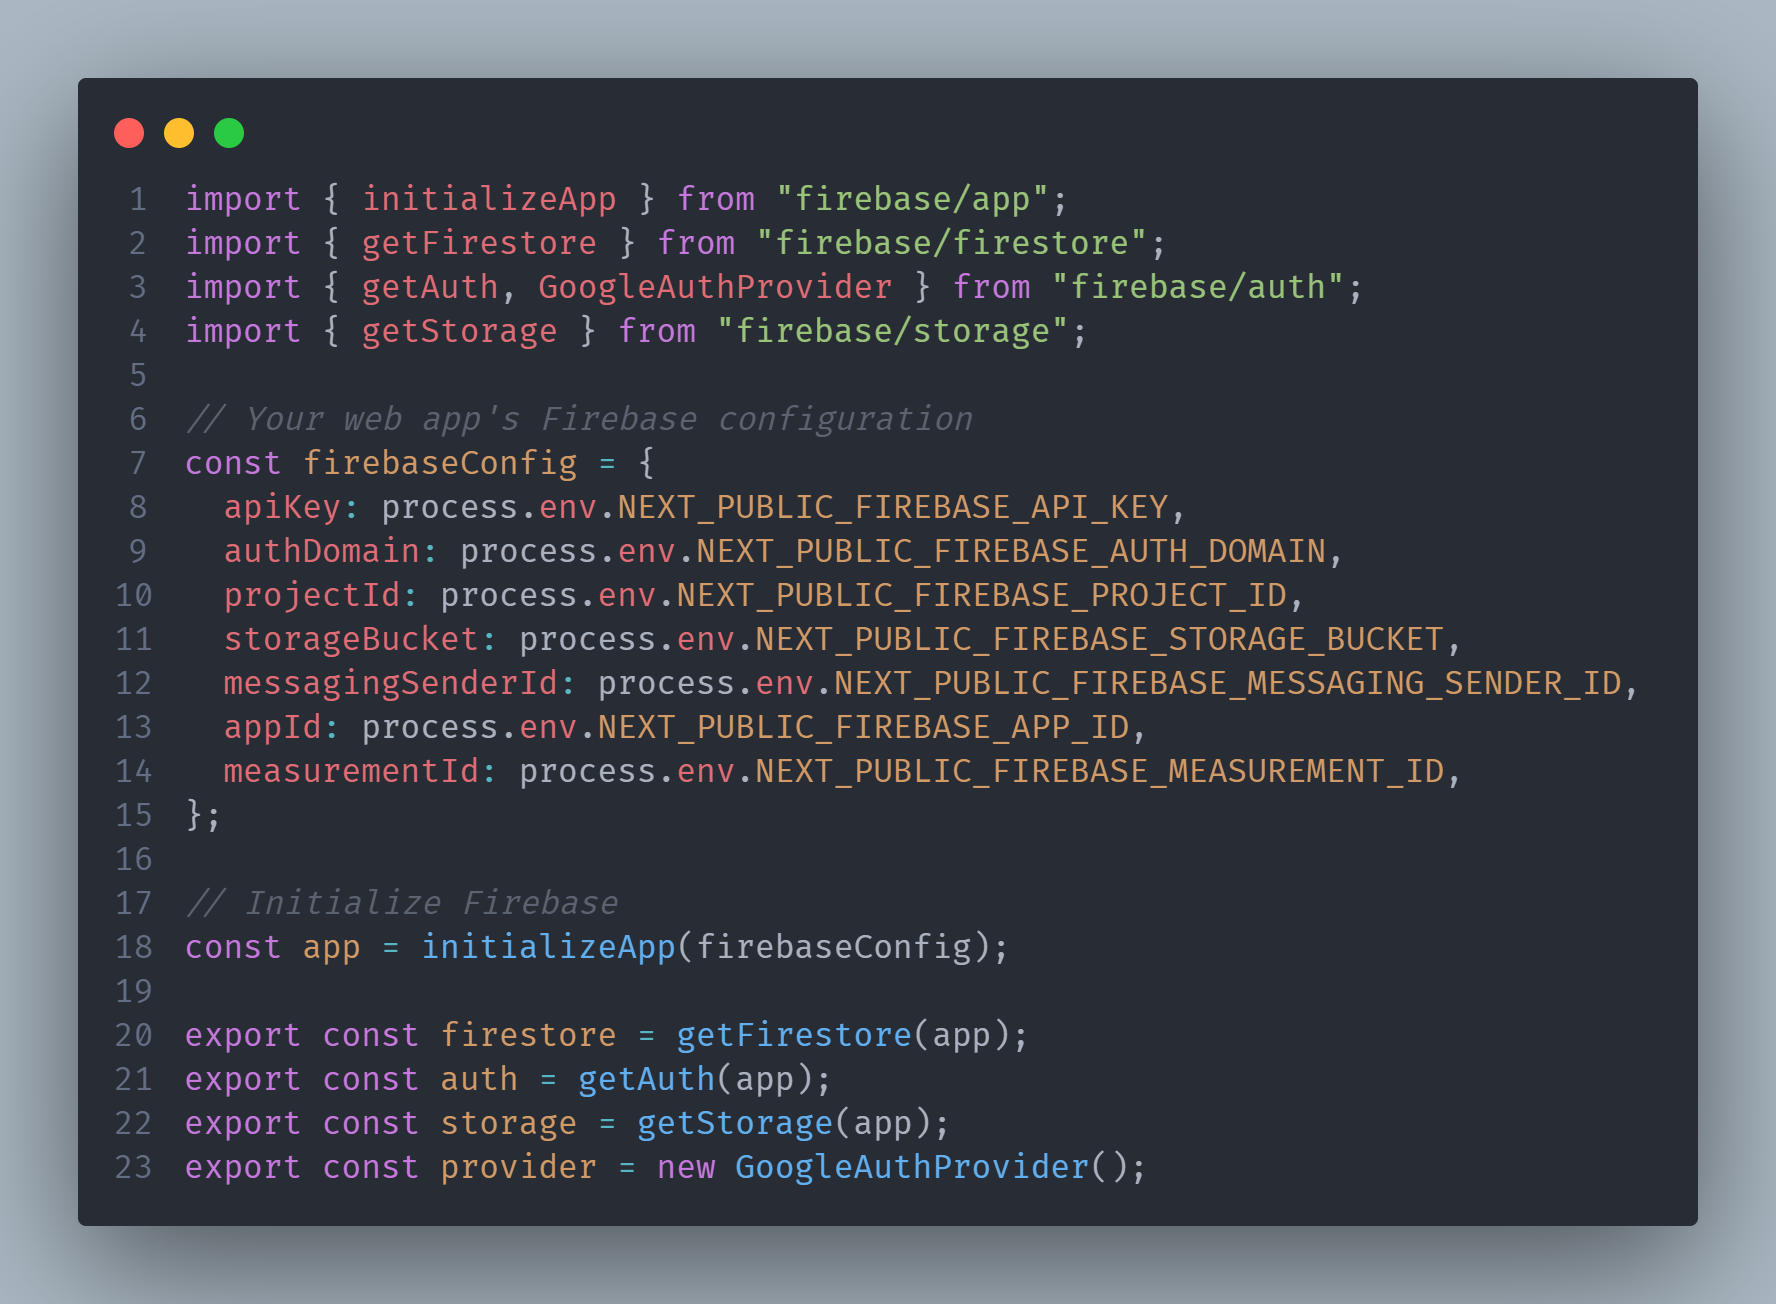 1 import { initializeApp } from "firebase/app";
2 import { getFirestore } from "firebase/firestore";
3 import { getAuth, GoogleAuthProvider } from "firebase/auth";
4 import { getStorage } from "firebase/storage";
5
6 // Your web app's Firebase configuration
7 const firebaseConfig = {
8   apiKey: process.env.NEXT_PUBLIC_FIREBASE_API_KEY,
9   authDomain: process.env.NEXT_PUBLIC_FIREBASE_AUTH_DOMAIN,
10   projectId: process.env.NEXT_PUBLIC_FIREBASE_PROJECT_ID,
11   storageBucket: process.env.NEXT_PUBLIC_FIREBASE_STORAGE_BUCKET,
12   messagingSenderId: process.env.NEXT_PUBLIC_FIREBASE_MESSAGING_SENDER_ID,
13   appId: process.env.NEXT_PUBLIC_FIREBASE_APP_ID,
14   measurementId: process.env.NEXT_PUBLIC_FIREBASE_MEASUREMENT_ID,
15 };
16
17 // Initialize Firebase
18 const app = initializeApp(firebaseConfig);
19
20 export const firestore = getFirestore(app);
21 export const auth = getAuth(app);
22 export const storage = getStorage(app);
23 export const provider = new GoogleAuthProvider();